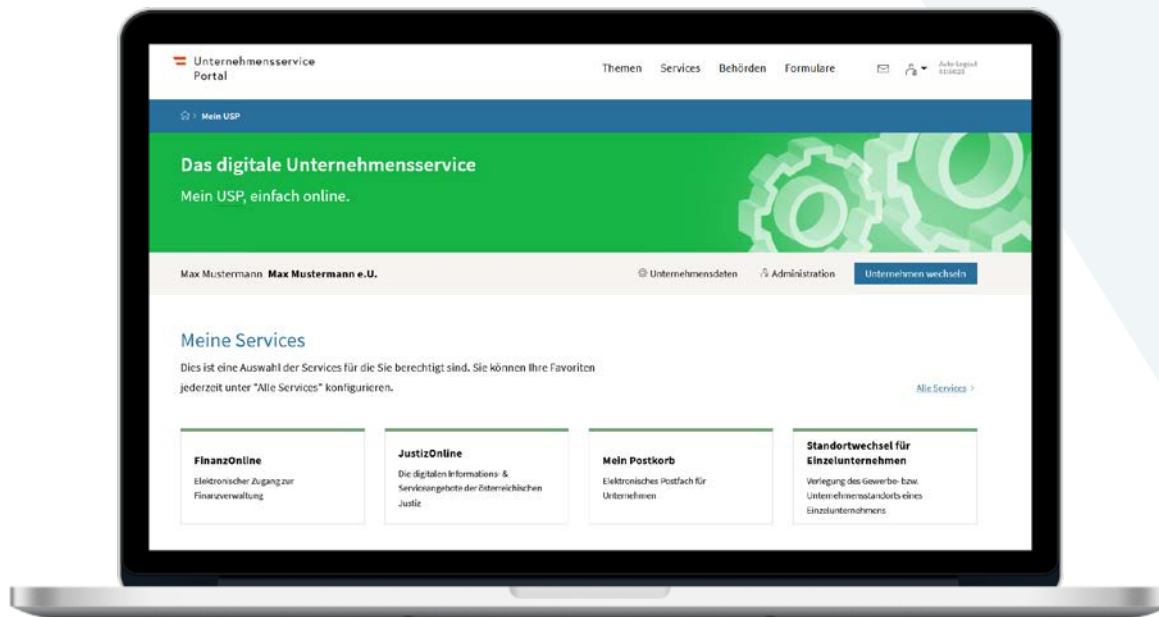 Unternehmensservice
Portal
Themen Services Behörden Formulare
Auto-Logout
Mein USP
Das digitale Unternehmensservice
Mein USP, einfach online.
Max Mustermann Max Mustermann e.U.
Unternehmensdaten Administration Unternehmen wechseln
Meine Services
Dies ist eine Auswahl der Services für die Sie berechtigt sind. Sie können Ihre Favoriten
jederzeit unter "Alle Services" konfigurieren.
Alle Services
FinanzOnline
Elektronischer Zugang zur
Finanzverwaltung
JustizOnline
Die digitalen Informations- &
Serviceangebote der österreichischen
Justiz
Mein Postkorb
Elektronisches Postfach für
Unternehmen
Standortwechsel für
Einzelunternehmen
Verlegung des Gewerbe- bzw.
Unternehmensstandorts eines
Einzelunternehmens